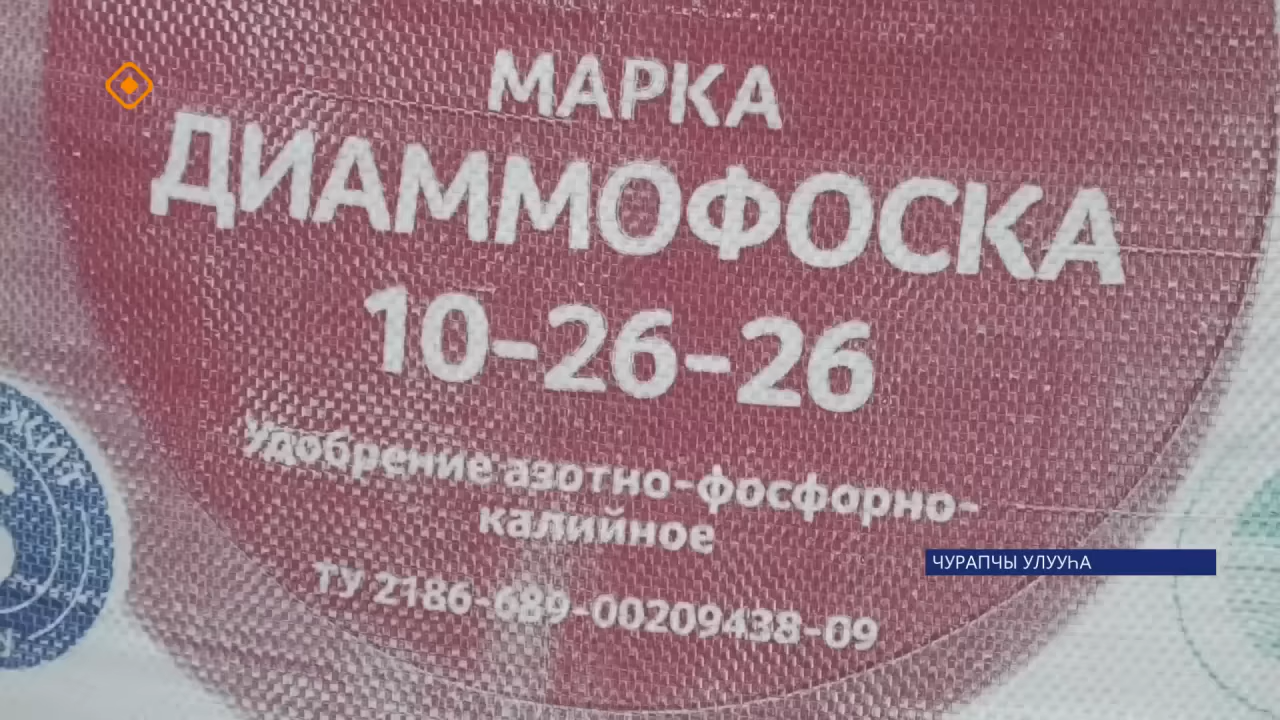 МАРКА
ДИАММОФОСКА
10-26-26
удобрение азотно-фосфорно-
калийное
ту 2186-689-00209438-09
ЧУРАПЧЫ УЛУУҺА